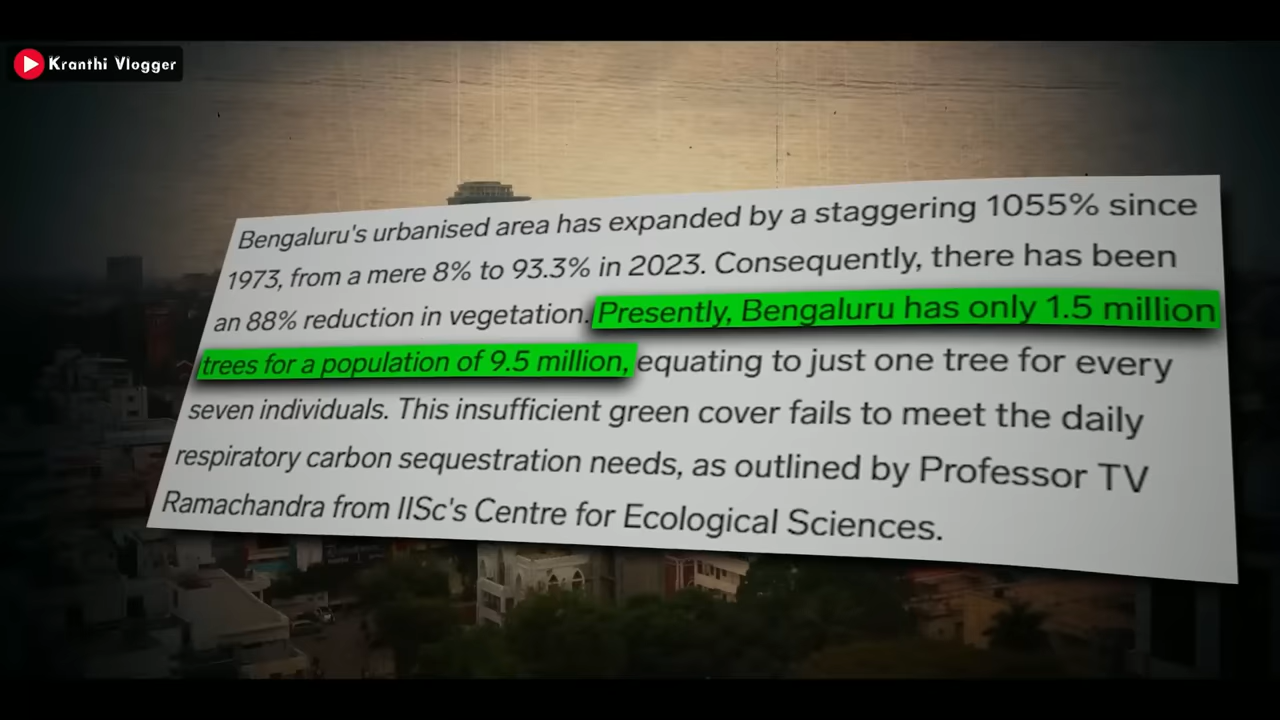 Kranthi Vlogger
Bengaluru's urbanised area has expanded by a staggering 1055% since
1973, from a mere 8% to 93.3% in 2023. Consequently, there has been
an 88% reduction in vegetation. Presently, Bengaluru has only 1.5 million
trees for a population of 9.5 million, equating to just one tree for every
seven individuals. This insufficient green cover fails to meet the daily
respiratory carbon sequestration needs, as outlined by Professor TV
Ramachandra from IISc's Centre for Ecological Sciences.